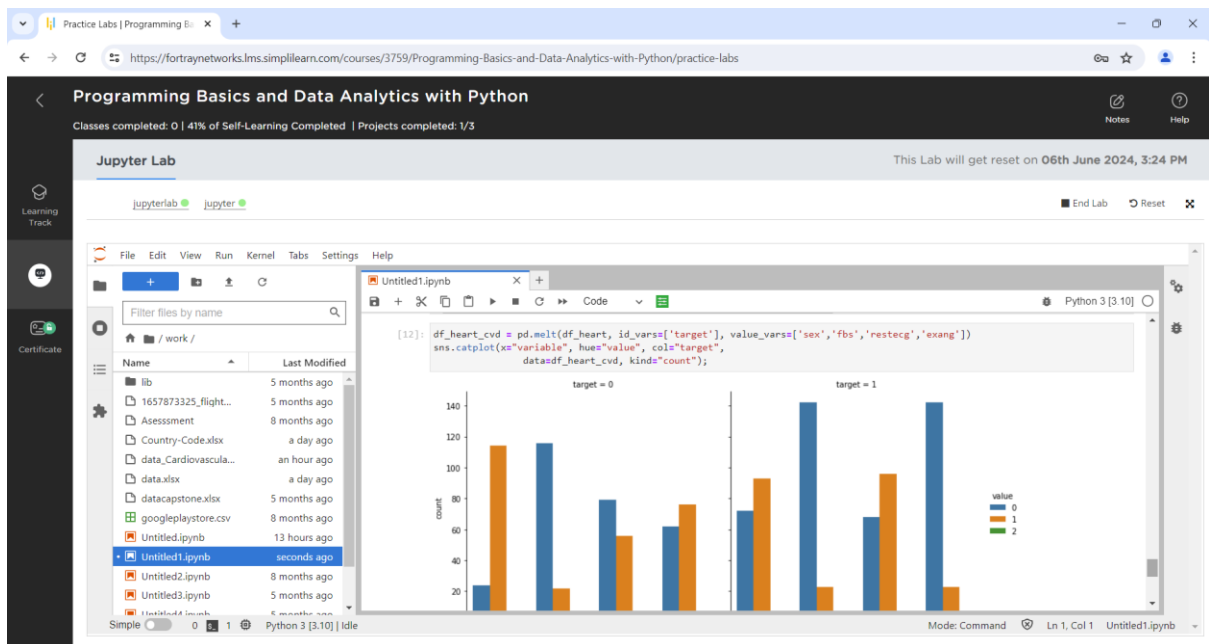 Practice Labs | Programming Ba
https://fortraynetworks.lms.simplilearn.com/courses/3759/Programming-Basics-and-Data-Analytics-with-Python/practice-labs
Programming Basics and Data Analytics with Python
Classes completed: 0 | 41% of Self-Learning Completed | Projects completed: 1/3
Notes
Help
Learning
Track
Certificate
Jupyter Lab
This Lab will get reset on 06th June 2024, 3:24 PM
jupyterlab
jupyter
End Lab
Reset
File Edit View Run Kernel Tabs Settings Help
Filter files by name
/ work /
Name Last Modified
lib 5 months ago
1657873325_flight... 5 months ago
Asesssment 8 months ago
Country-Code.xlsx a day ago
data_Cardiovascula... an hour ago
data.xlsx a day ago
datacapstone.xlsx 5 months ago
googleplaystore.csv 8 months ago
Untitled.ipynb 13 hours ago
Untitled1.ipynb seconds ago
Untitled2.ipynb 8 months ago
Untitled3.ipynb 5 months ago
Untitled4.ipynb 5 months ago
Untitled1.ipynb
Code
Python 3 [3.10]
[12]: df_heart_cvd = pd.melt(df_heart, id_vars=['target'], value_vars=['sex','fbs','restecg','exang'])
sns.catplot(x="variable", hue="value", col="target",
data=df_heart_cvd, kind="count");
target = 0
target = 1
140
120
100
80
60
40
20
count
value
0
1
2
Simple 0 1 Python 3 [3.10] | Idle
Mode: Command Ln 1, Col 1 Untitled1.ipynb